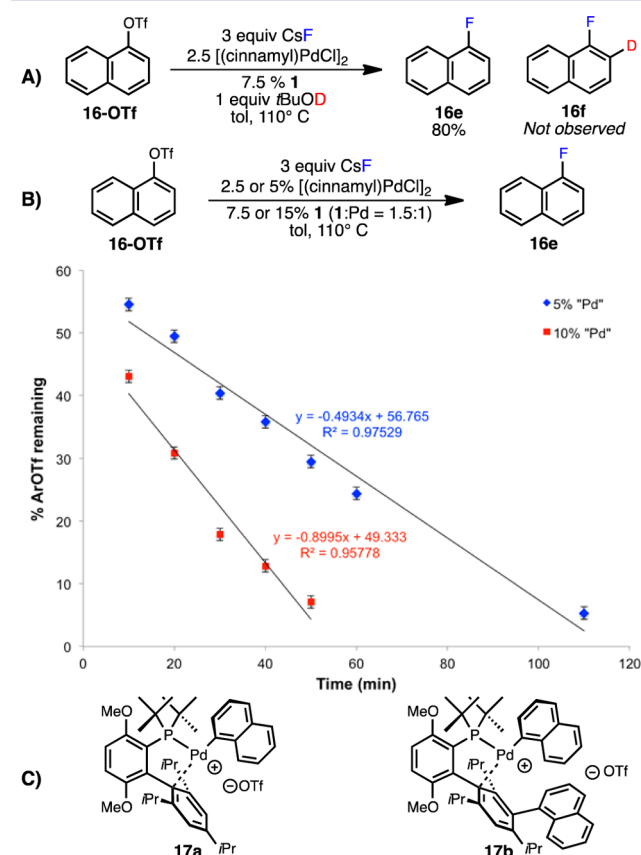 A)
OTf
16-OTf
3 equiv CsF
2.5 [(cinnamyl)PdCl]2
7.5 % 1
1 equiv tBuOD
tol, 110° C
F
16e
80%
F
D
16f
Not observed
B)
OTf
16-OTf
3 equiv CsF
2.5 or 5% [(cinnamyl)PdCl]2
7.5 or 15% 1 (1:Pd = 1.5:1)
tol, 110° C
F
16e
% ArOTf remaining
60
50
40
30
20
10
0
5% "Pd"
10% "Pd"
y = -0.4934x + 56.765
R² = 0.97529
y = -0.8995x + 49.333
R² = 0.95778
0 20 40 60 80 100 120
Time (min)
C)
MeO
P
Pd
iPr
+
−OTf
MeO
iPr
iPr
17a
MeO
P
Pd
iPr
+
− OTf
MeO
iPr
iPr
17b